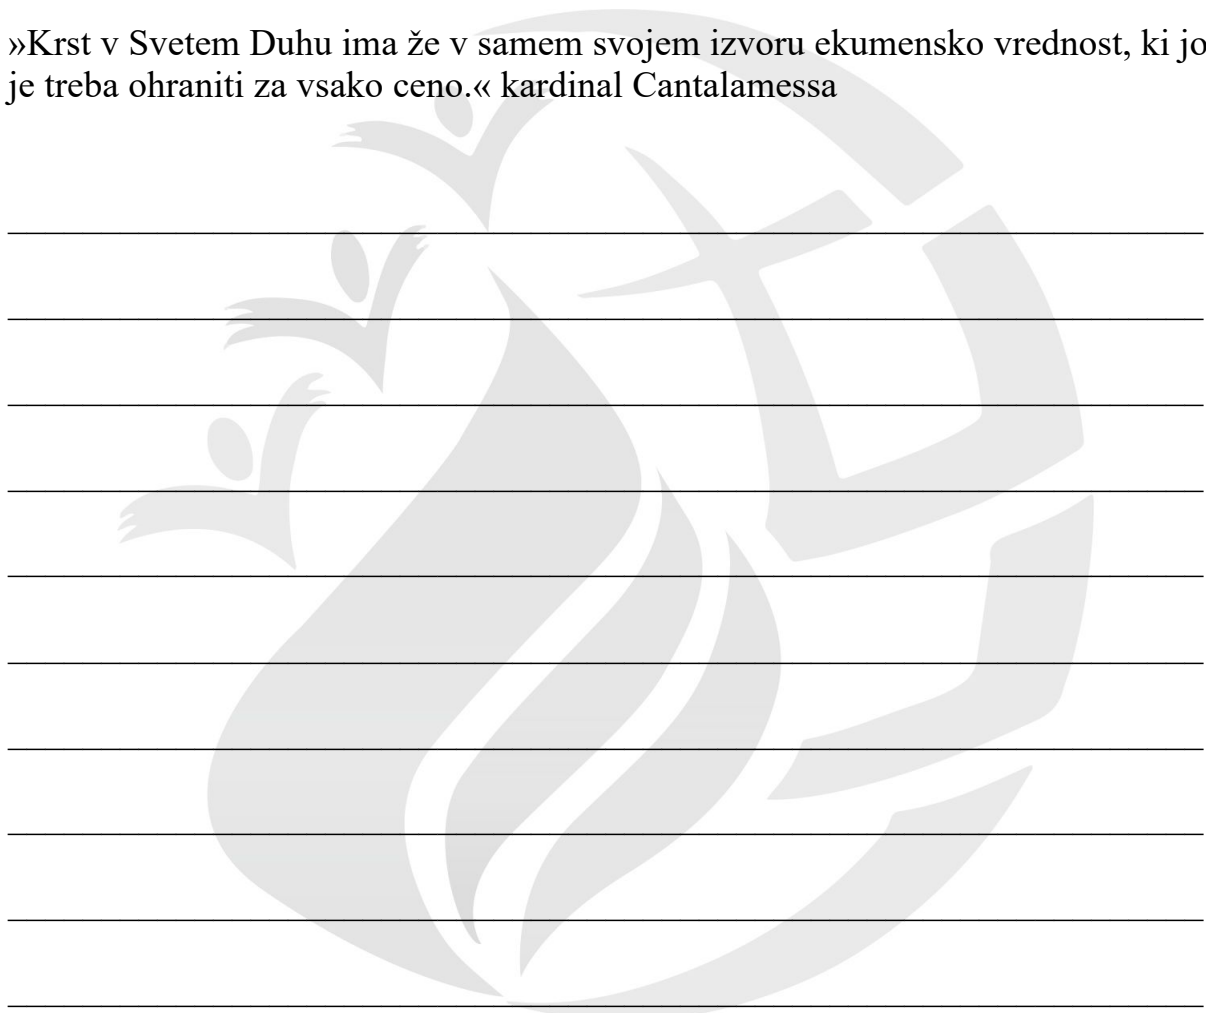 »Krst v Svetem Duhu ima že v samem svojem izvoru ekumensko vrednost, ki jo
je treba ohraniti za vsako ceno.« kardinal Cantalamessa